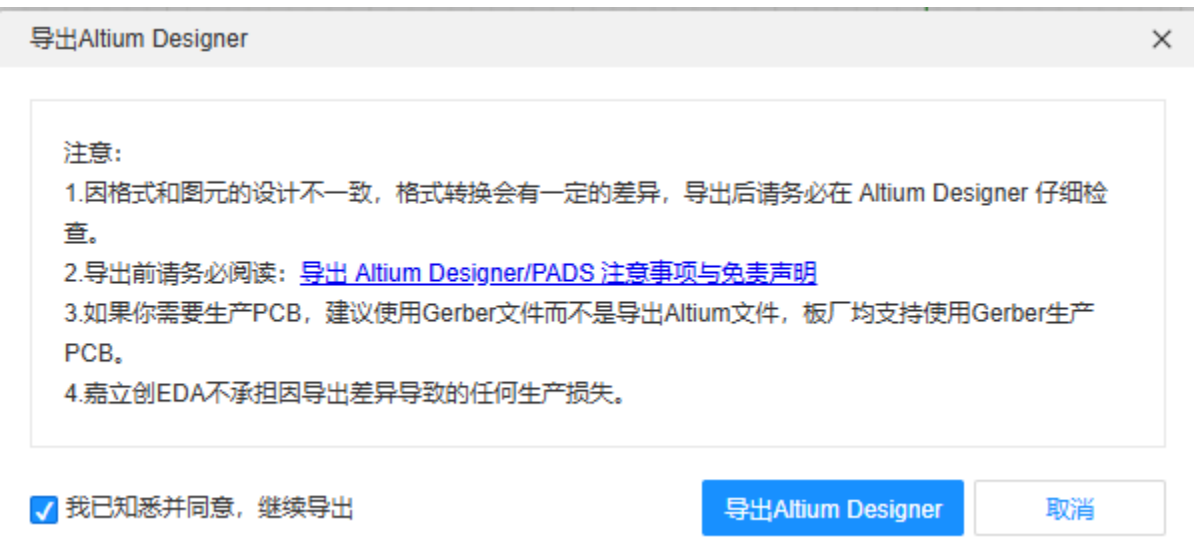 导出Altium Designer
注意：
1.因格式和图元的设计不一致，格式转换会有一定的差异，导出后请务必在 Altium Designer 仔细检
查。
2.导出前请务必阅读：导出 Altium Designer/PADS 注意事项与免责声明
3.如果你需要生产PCB，建议使用Gerber文件而不是导出Altium文件，板厂均支持使用Gerber生产
PCB。
4.嘉立创EDA不承担因导出差异导致的任何生产损失。
我已知悉并同意，继续导出
导出Altium Designer
取消